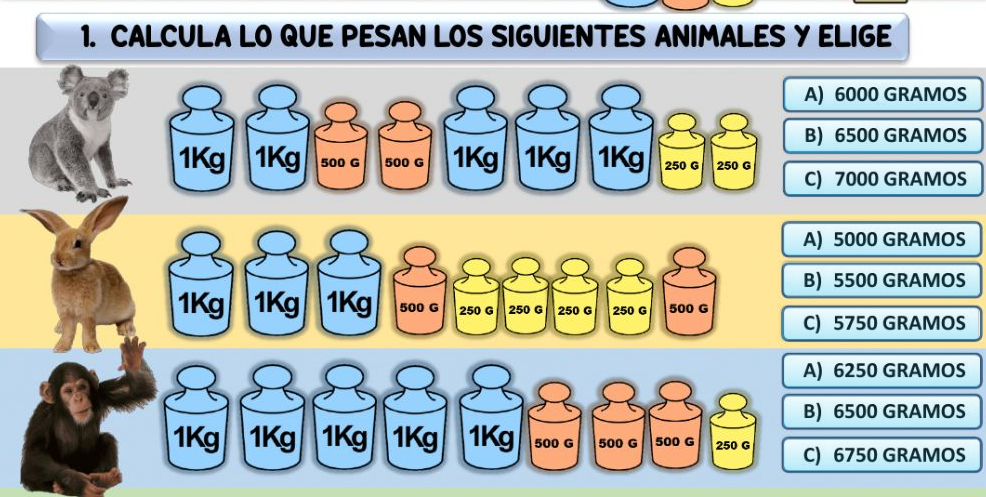 1. CALCULA LO QUE PESAN LOS SIGUIENTES ANIMALES Y ELIGE
1Kg 1Kg 500 G 500 G 1Kg 1Kg 1Kg 250 G 250 G
A) 6000 GRAMOS
B) 6500 GRAMOS
C) 7000 GRAMOS
1Kg 1Kg 1Kg 500 G 250 G 250 G 250 G 250 G 500 G
A) 5000 GRAMOS
B) 5500 GRAMOS
C) 5750 GRAMOS
1Kg 1Kg 1Kg 1Kg 1Kg 500 G 500 G 500 G 250 G
A) 6250 GRAMOS
B) 6500 GRAMOS
C) 6750 GRAMOS